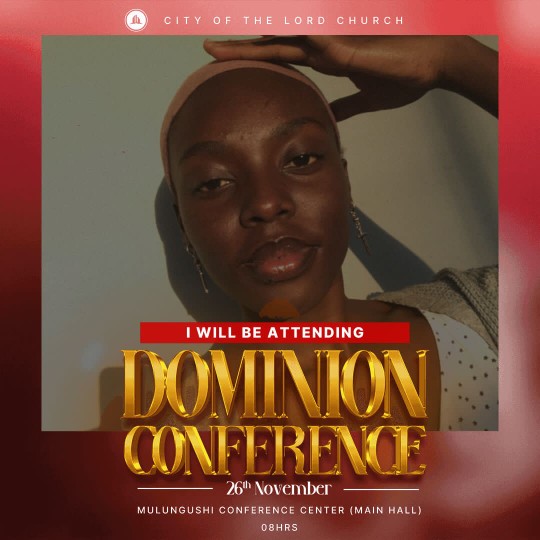 CITY OF THE LORD CHURCH
I WILL BE ATTENDING
DOMINION
CONFERENCE
26th November
MULUNGUSHI CONFERENCE CENTER (MAIN HALL)
08HRS